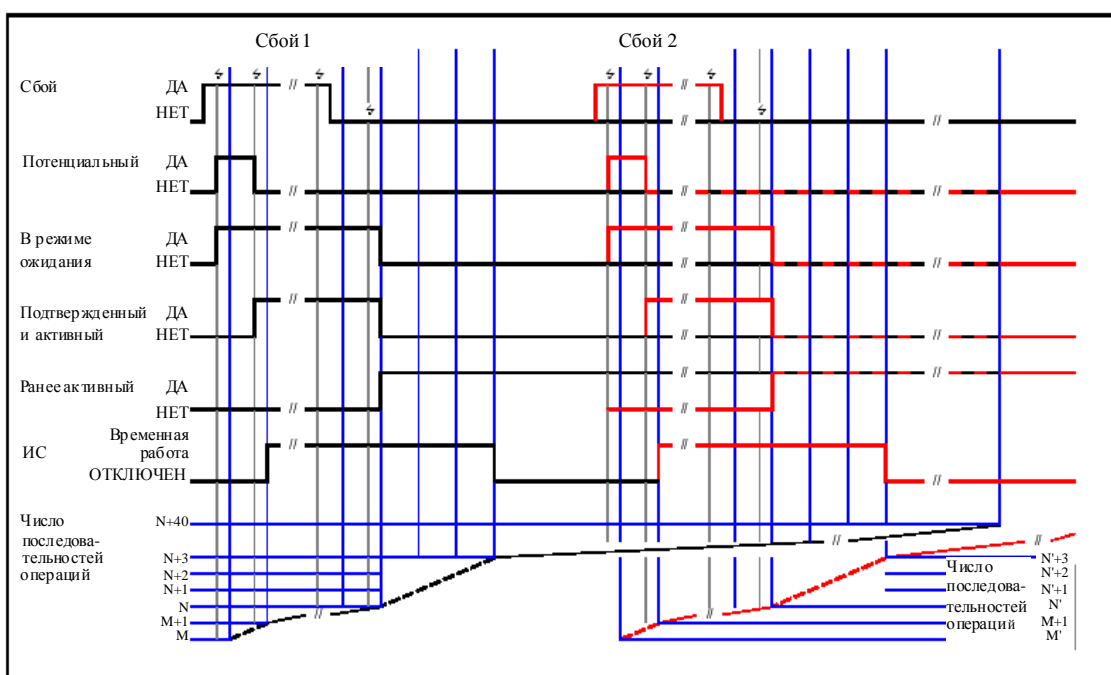 Сбой 1
Сбой 2
Сбой
ДА
НЕТ
Потенциальный
ДА
НЕТ
В режиме
ожидания
ДА
НЕТ
Подтвержденный
и активный
ДА
НЕТ
Ранее активный
ДА
НЕТ
ИС
Временная
работа
ОТКЛЮЧЕН
Число
последова-
тельностей
операций
N+40
N+3
N+2
N+1
N
M+1
M
Число
последова-
тельностей
операций
N'+3
N'+2
N'+1
N'
M+1
M'